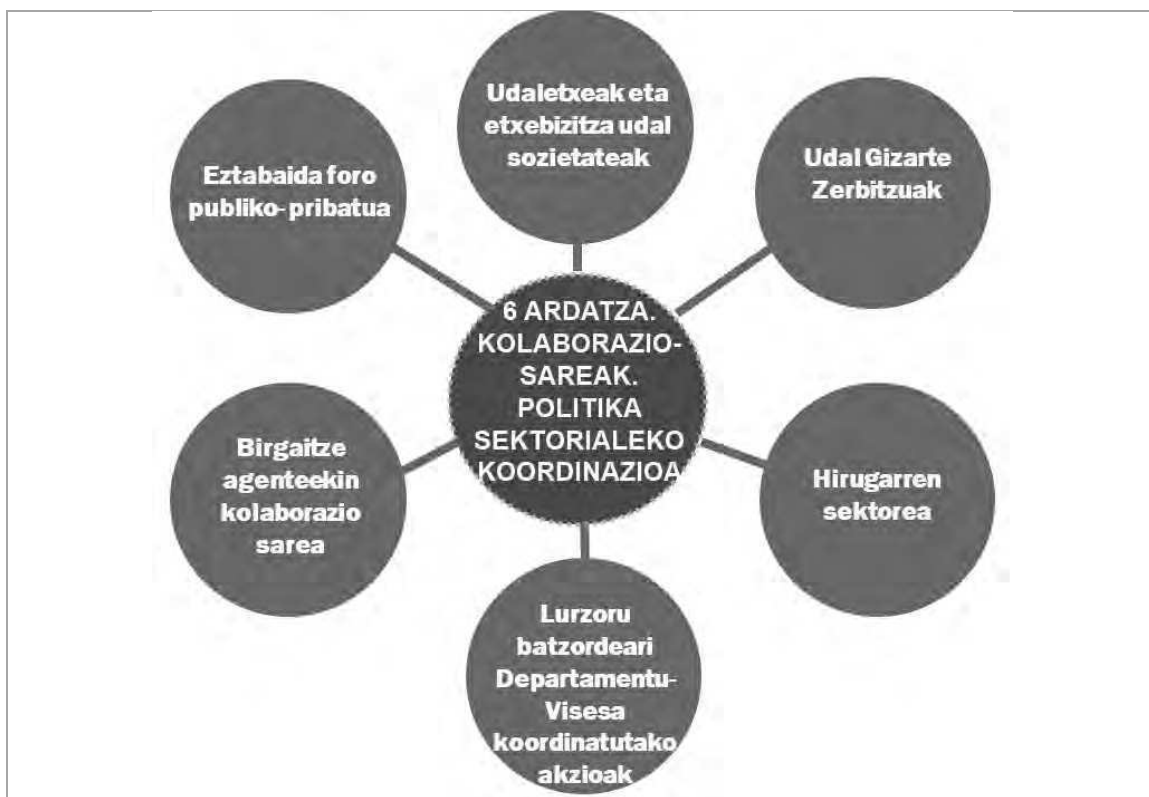 Udaletxeak eta
etxebizitza udal
sozietateak
Eztabaida foro
publiko- pribatua
Udal Gizarte
Zerbitzuak
6 ARDATZA.
KOLABORAZIO-
SAREAK.
POLITIKA
SEKTORIALEKO
KOORDINAZIOA
Birgaitze
agenteekin
kolaborazio
sarea
Hirugarren
sektorea
Lurzoru
batzordeari
Departamentu-
Visesa
koordinatutako
akzioak